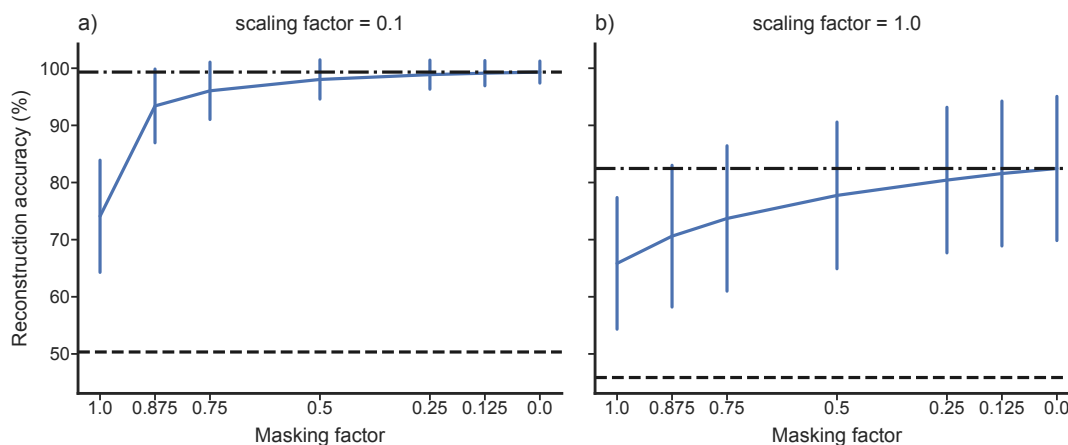 a)
scaling factor = 0.1
b)
scaling factor = 1.0
Reconstruction accuracy (%)
100
90
80
70
60
50
1.0
0.875
0.75
0.5
0.25
0.125
0.0
1.0
0.875
0.75
0.5
0.25
0.125
0.0
Masking factor
Masking factor